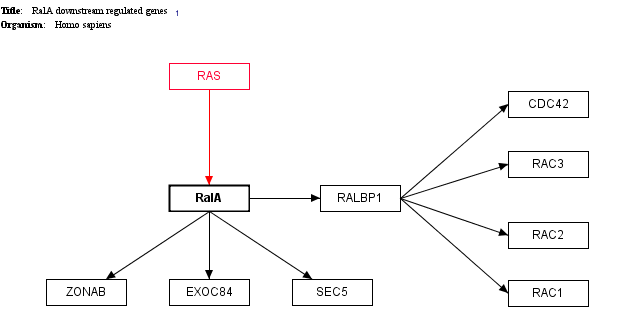 Title: RalA downstream regulated genes 1
Organism: Homo sapiens
RAS
CDC42
RAC3
RalA
RALBP1
RAC2
ZONAB
EXOC84
SEC5
RAC1